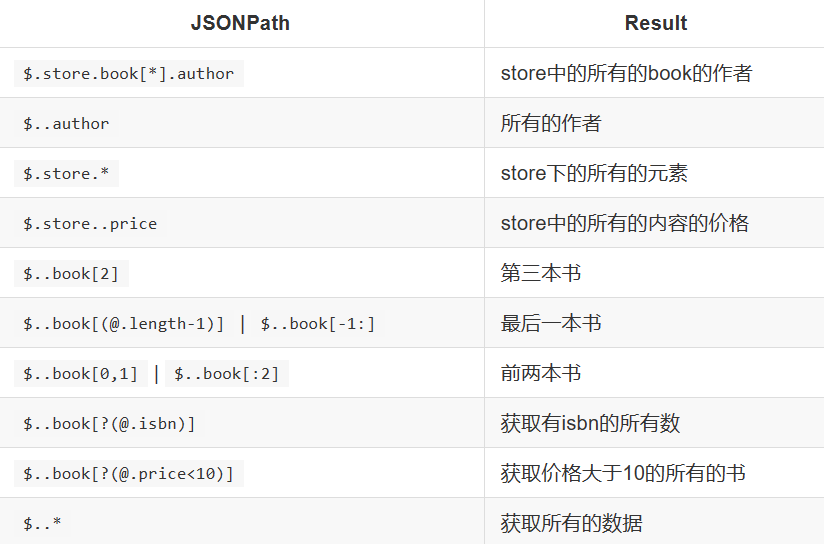 JSONPath Result
$.store.book[*].author store中的所有的book的作者
$..author 所有的作者
$.store.* store下的所有的元素
$.store..price store中的所有的内容的价格
$..book[2] 第三本书
$..book[(@.length-1)] | $..book[-1:] 最后一本书
$..book[0,1] | $..book[:2] 前两本书
$..book[?(@.isbn)] 获取有isbn的所有数
$..book[?(@.price<10)] 获取价格大于10的所有的书
$..* 获取所有的数据